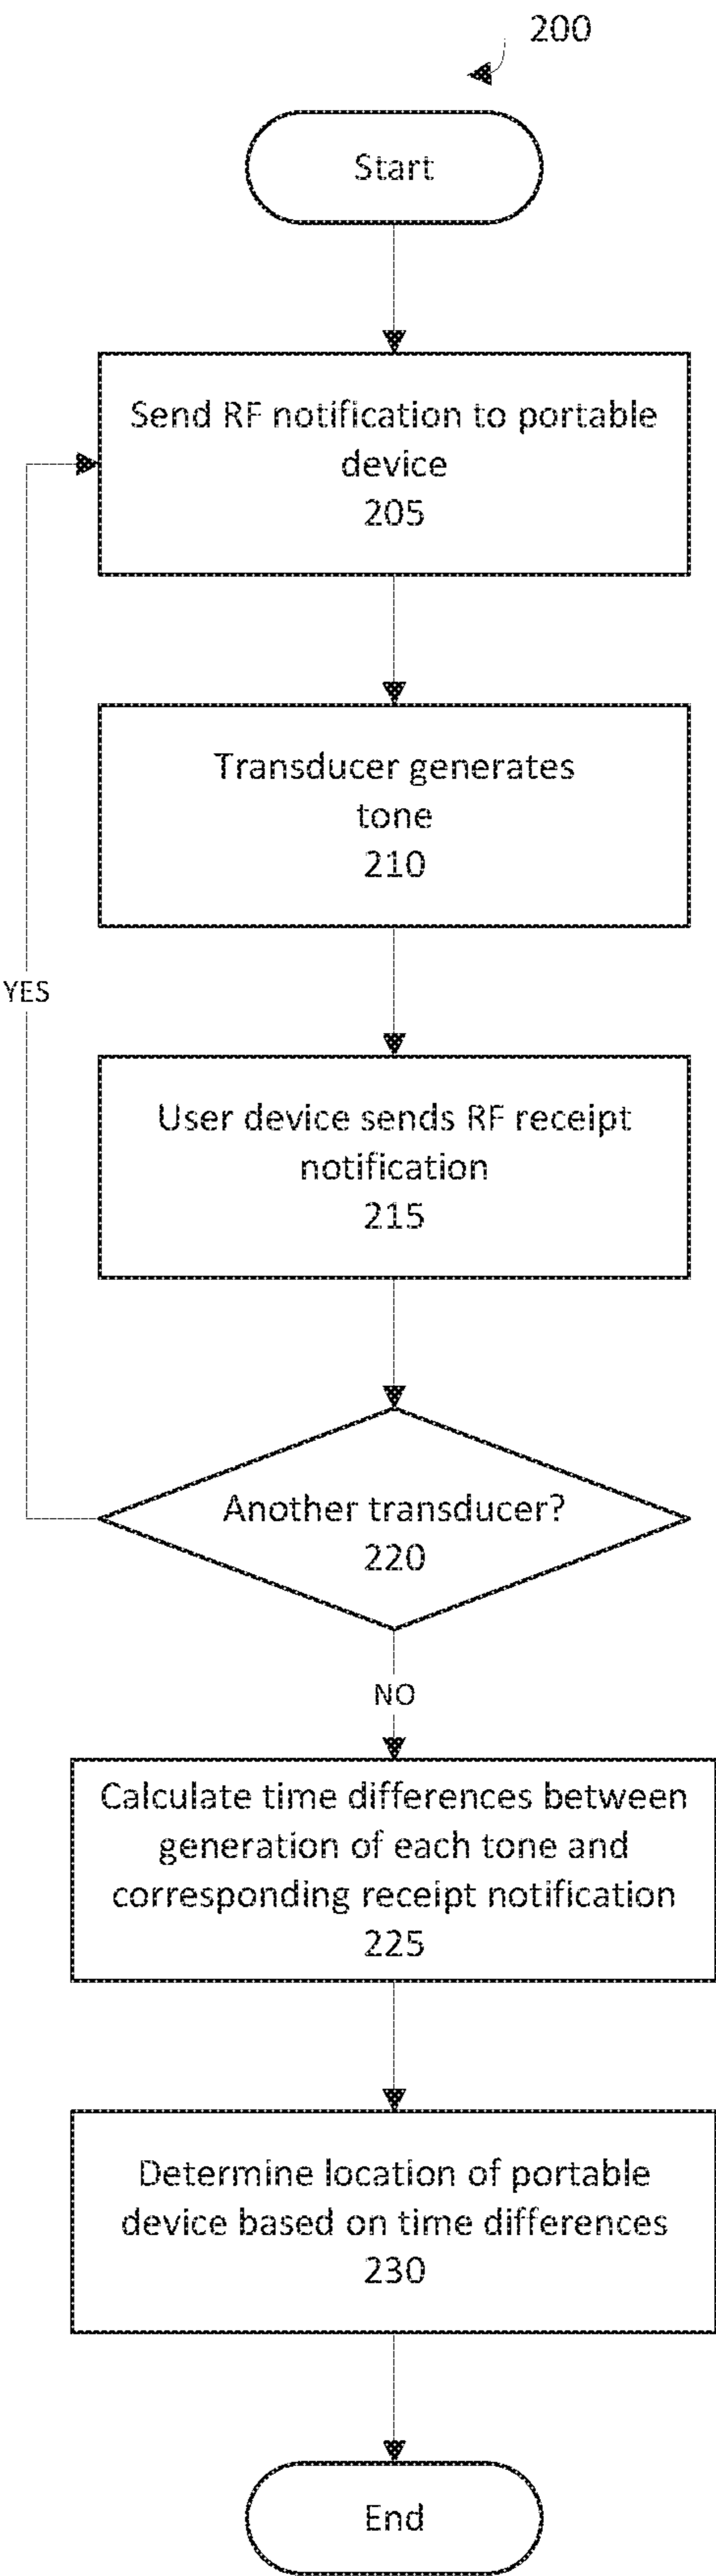 200
Start
Send RF notification to portable
device
205
Transducer generates
tone
210
YES
User device sends RF receipt
notification
215
Another transducer?
220
NO
Calculate time differences between
generation of each tone and
corresponding receipt notification
225
Determine location of portable
device based on time differences
230
End